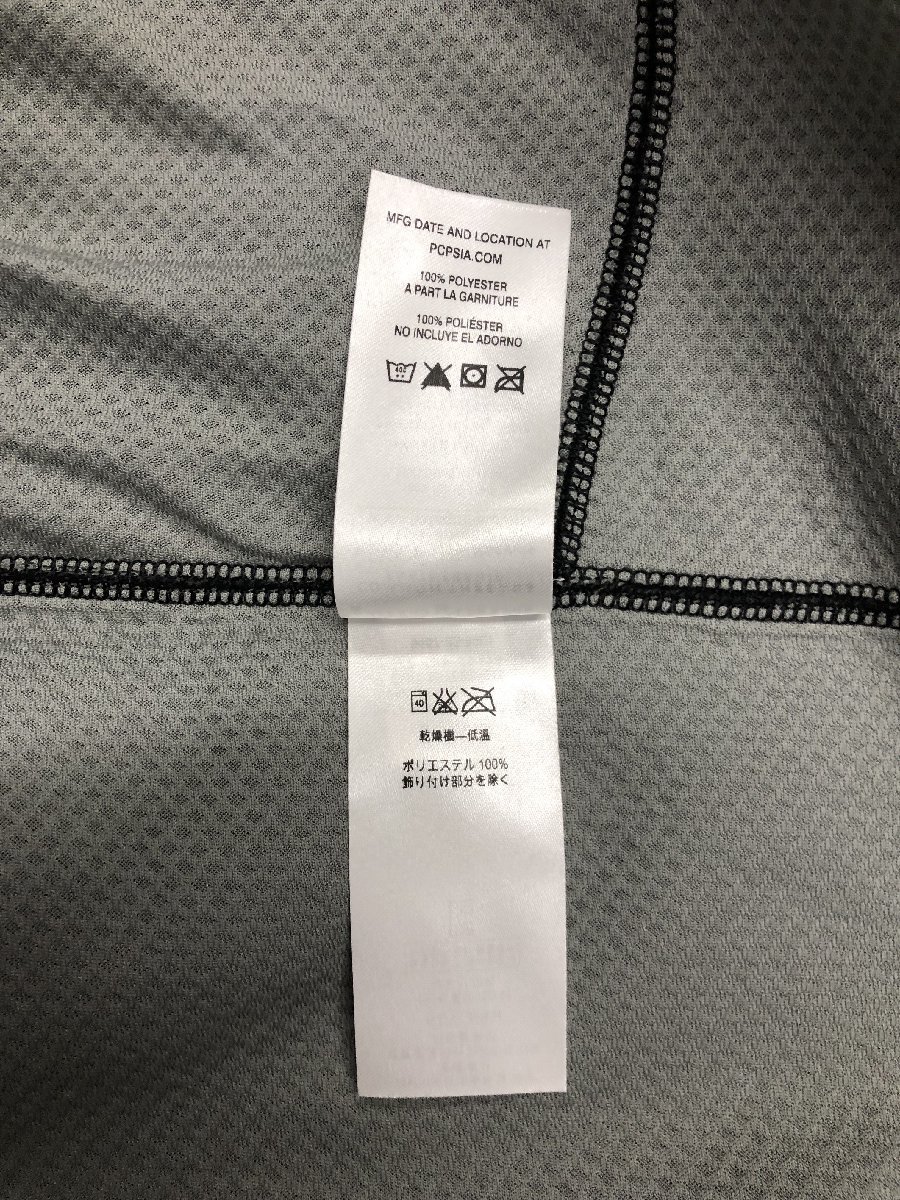 MFG DATE AND LOCATION AT
PCPSIA.COM
100% POLYESTER
A PART LA GARNITURE
100% POLIÉSTER
NO INCLUYE EL ADORNO
40
乾燥機—低温
ポリエステル 100%
飾り付け部分を除く